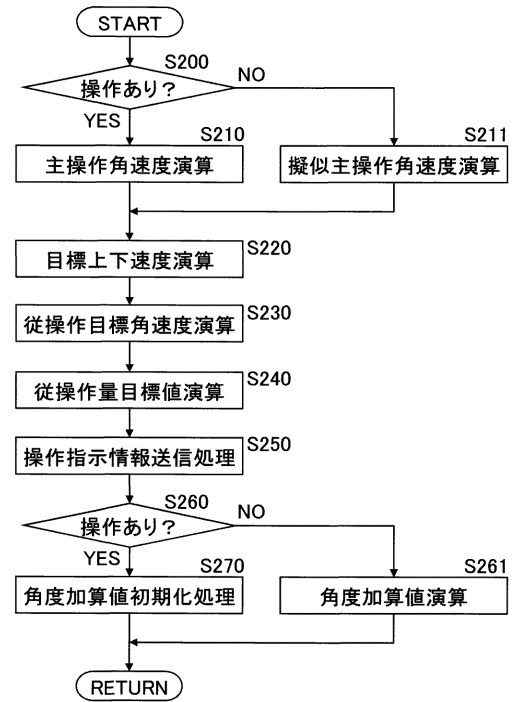 START
S200
操作あり？
NO
YES
S210
主操作角速度演算
S211
擬似主操作角速度演算
S220
目標上下速度演算
S230
従操作目標角速度演算
S240
従操作量目標値演算
S250
操作指示情報送信処理
S260
操作あり？
NO
YES
S270
角度加算値初期化処理
S261
角度加算値演算
RETURN